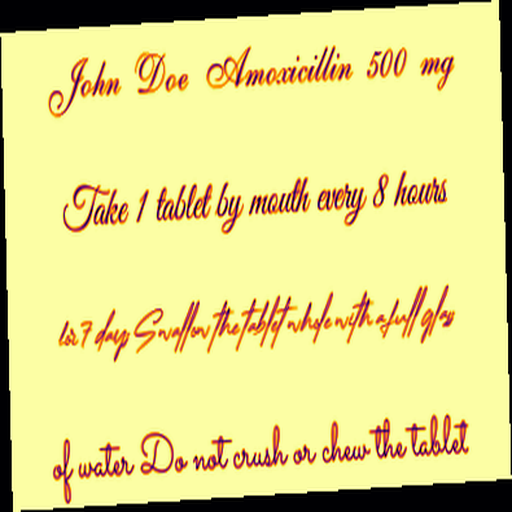 John Doe Amoxicillin 500 mg
Take 1 tablet by mouth every 8 hours
for 7 days Swallow the tablet whole with a full glass
of water Do not crush or chew the tablet